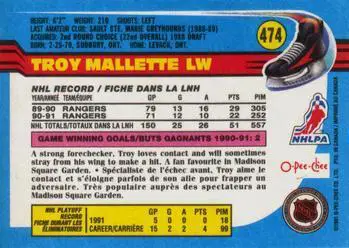 HEIGHT: 6'2" WEIGHT: 210 SHOOTS: LEFT
LAST AMATEUR CLUB: SAULT STE. MARIE GREYHOUNDS (1988-89)
ACQUIRED: 2ND ROUND CHOICE (22ND OVERALL) 1988 DRAFT
BORN: 2-25-70, SUDBURY, ONT. HOME: LEVACK, ONT.
474
TROY MALLETTE LW
NHL RECORD / FICHE DANS LA LNH
YEAR/ANNÉE TEAM/ÉQUIPE GP G A PTS PIM
89-90 RANGERS 79 13 16 29 305
90-91 RANGERS 71 12 10 22 252
NHL TOTALS/TOTAUX DANS LA LNH 150 25 26 51 557
GAME WINNING GOALS/BUTS GAGNANTS 1990-91: 2
A strong forechecker, Troy loves contact and will sometimes
stray from his wing to make a hit. A fan favourite in Madison
Square Garden. • Spécialiste de l'échec avant, Troy aime le
contact et s'éloigne parfois de son aile pour frapper un
adversaire. Très populaire auprès des spectateurs au
Madison Square Garden.
NHL PLAYOFF RECORD
FICHE DURANT LES ÉLIMINATOIRES
GP G A PTS PIM
1991 5 0 0 0 18
CAREER/CARRIÈRE 15 2 2 4 99
NHLPA
O-Pee-Chee
NHL